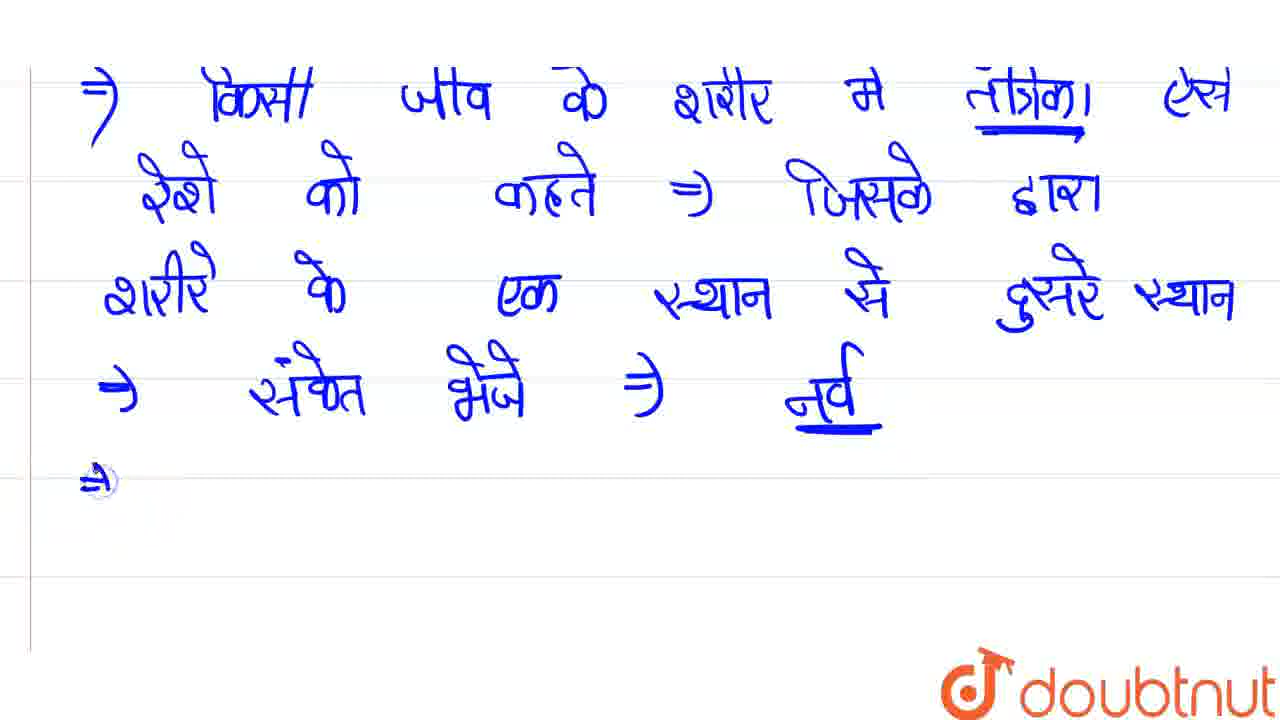 ⇒ किसी जीव के शरीर में तंत्रिका ऐसे
रेशे को कहते ⇒ जिसके द्वारा
शरीरे के एक स्थान से दुसरे स्थान
⇒ संकेत भेजे ⇒ नर्व
⇒
doubtnut